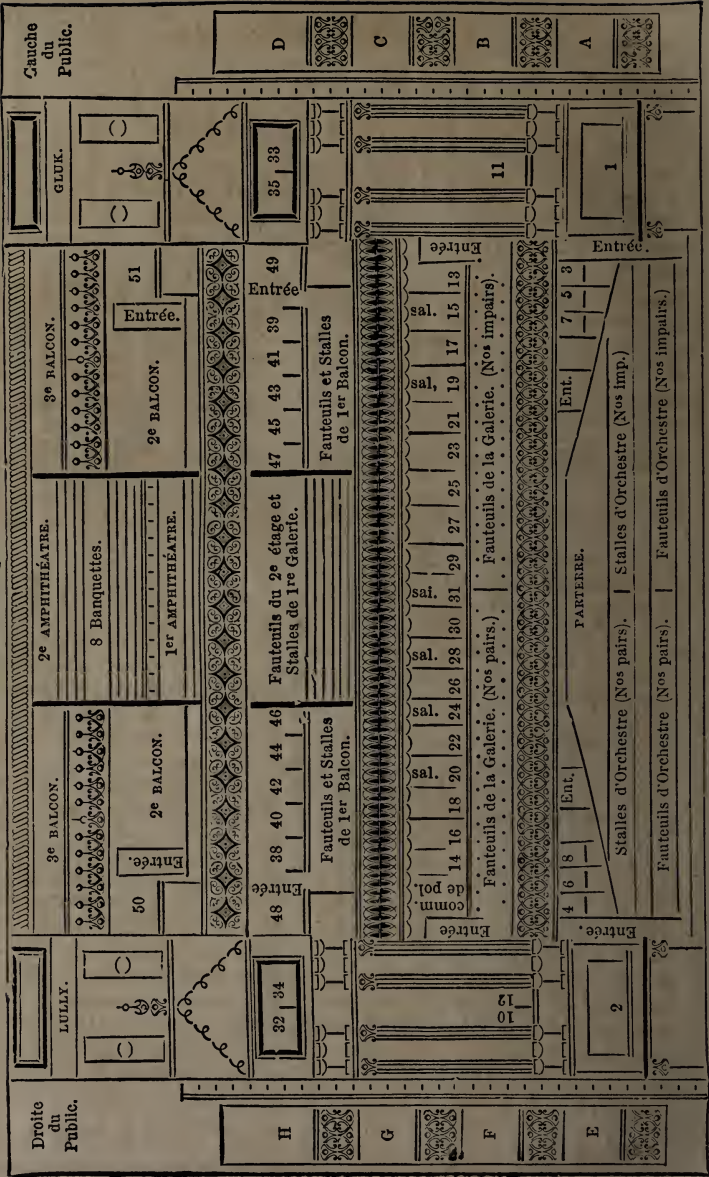 Gauche
du
Public.
D
C
B
A
GLUK.
( )
( )
35 33
11
1
3e BALCON.
51
Entrée.
2e BALCON.
49
Entrée
47 45 43 41 39
Fauteuils et Stalles
de 1er Balcon.
Entrée
sal. sal,
29 27 25 23 21 19 17 15 13
Fauteuils de la Galerie. (Nos impairs).
Entrée.
7 5 3
Ent.
2e AMPHITHÉATRE.
8 Banquettes.
1er AMPHITHÉATRE.
Fauteuils du 2e étage et
Stalles de 1re Galerie.
sal.
31
PARTERRE.
Stalles d'Orchestre (Nos pairs). | Stalles d'Orchestre (Nos imp.)
Fauteuils d'Orchestre (Nos pairs). | Fauteuils d'Orchestre (Nos impairs.)
3e BALCON.
50
Entrée.
2e BALCON.
48
Entrée
38 40 42 44 46
Fauteuils et Stalles
de 1er Balcon.
Entrée
comm.
de pol.
sal. sal. sal.
14 16 18 20 22 24 26 28 30
Fauteuils de la Galerie. (Nos pairs.)
Entrée.
4 6 8
Ent.
LULLY.
( )
( )
32 34
10
12
2
Droite
du
Public.
H
G
F
E